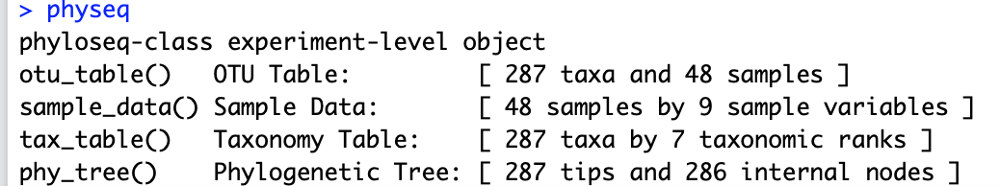 > physeq
phyloseq-class experiment-level object
otu_table()   OTU Table:         [ 287 taxa and 48 samples ]
sample_data() Sample Data:       [ 48 samples by 9 sample variables ]
tax_table()   Taxonomy Table:    [ 287 taxa by 7 taxonomic ranks ]
phy_tree()    Phylogenetic Tree: [ 287 tips and 286 internal nodes ]